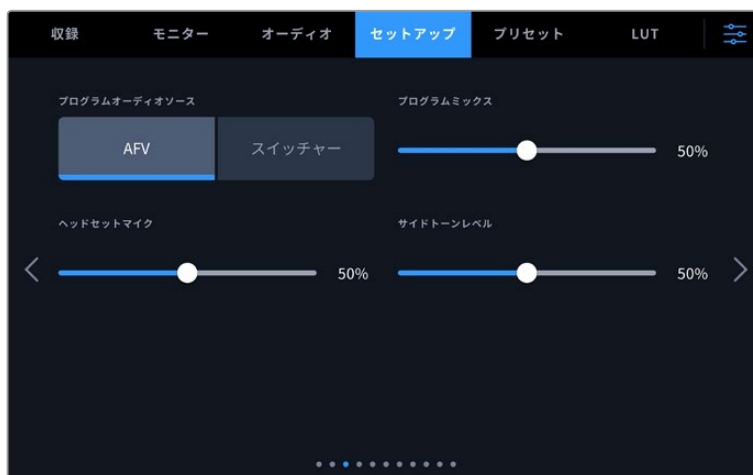 収録 モニター オーディオ セットアップ プリセット LUT
プログラムオーディオソース プログラムミックス
AFV スイッチャー 50%
ヘッドセットマイク サイドトーンレベル
50% 50%